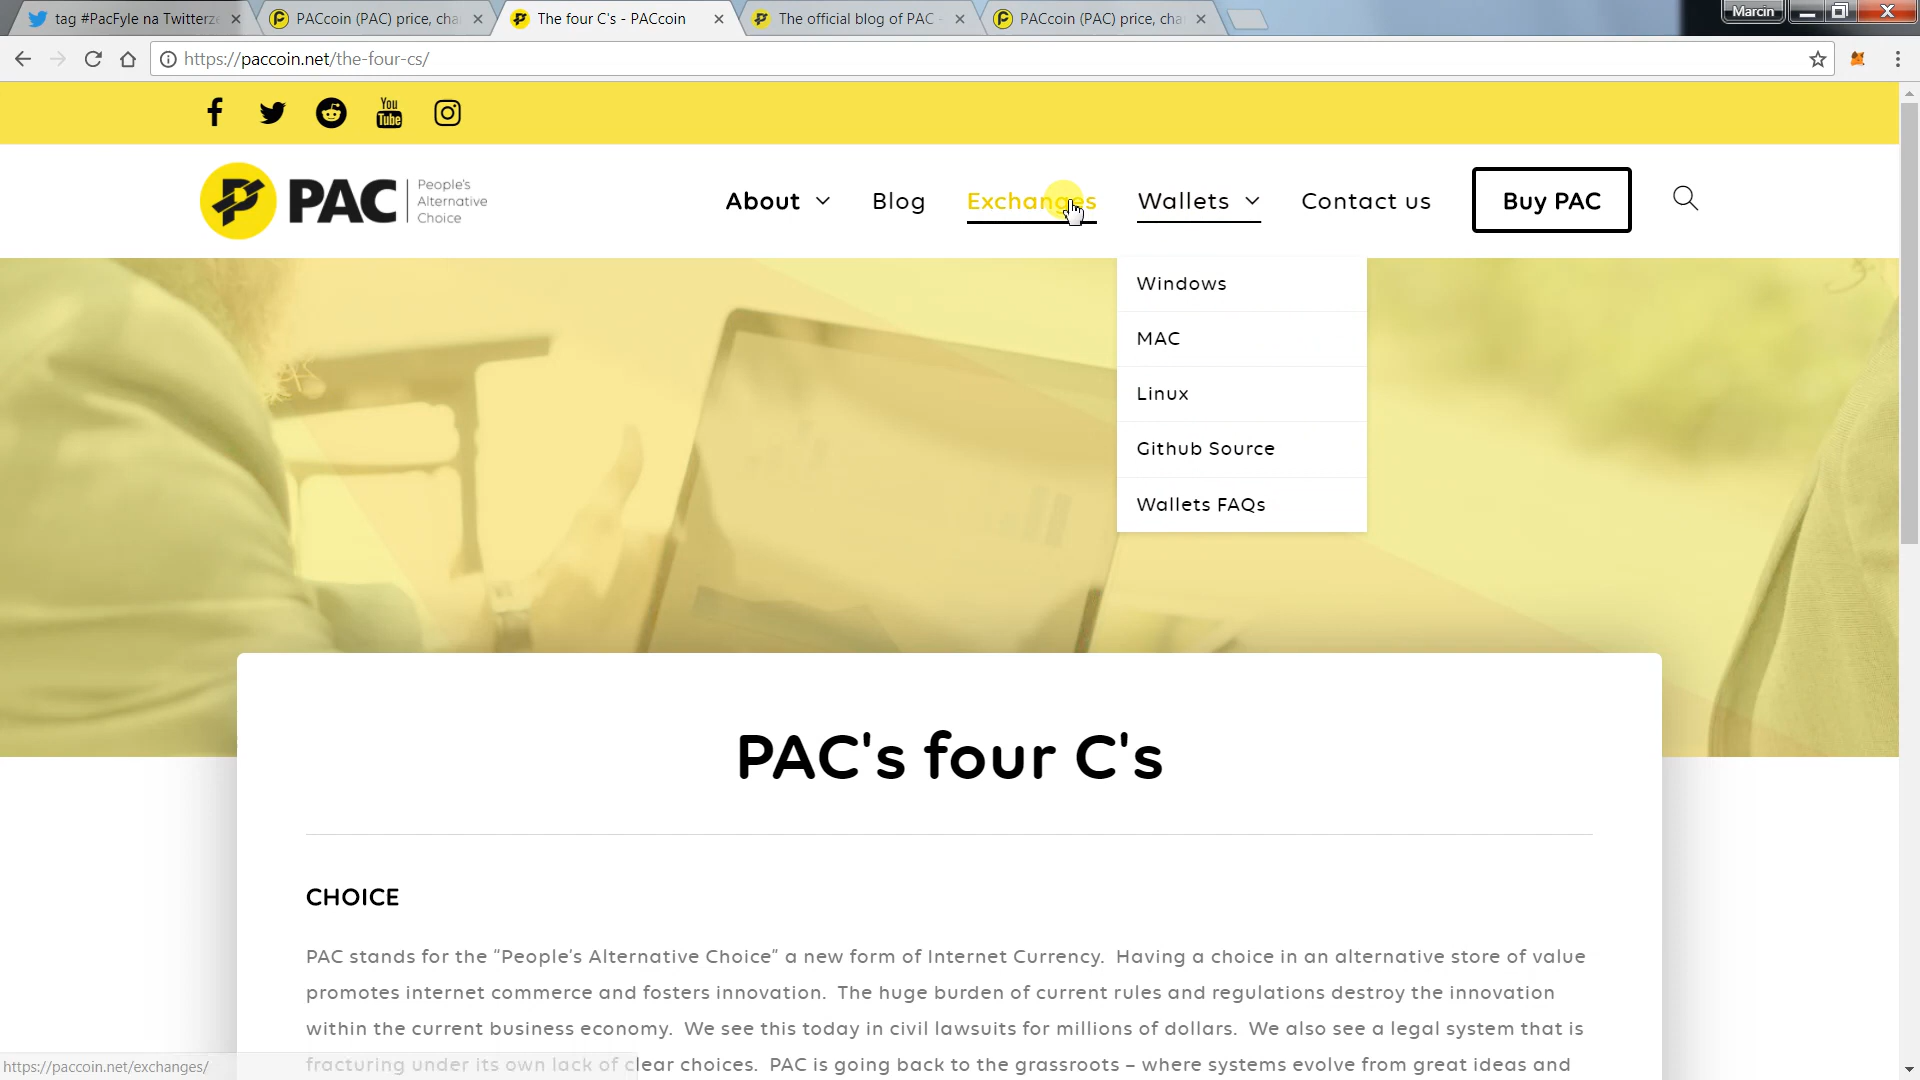 tag #PacFyle na Twitterze
PACcoin (PAC) price, cha
The four C's - PACcoin
The official blog of PAC -
PACcoin (PAC) price, char
Marcin
https://paccoin.net/the-four-cs/
You
Tube
PAC
People's
Alternative
Choice
About
Blog
Exchanges
Wallets
Contact us
Buy PAC
Windows
MAC
Linux
Github Source
Wallets FAQs
PAC's four C's
CHOICE
PAC stands for the “People’s Alternative Choice” a new form of Internet Currency. Having a choice in an alternative store of value
promotes internet commerce and fosters innovation. The huge burden of current rules and regulations destroy the innovation
within the current business economy. We see this today in civil lawsuits for millions of dollars. We also see a legal system that is
fracturing under its own lack of clear choices. PAC is going back to the grassroots – where systems evolve from great ideas and
https://paccoin.net/exchanges/